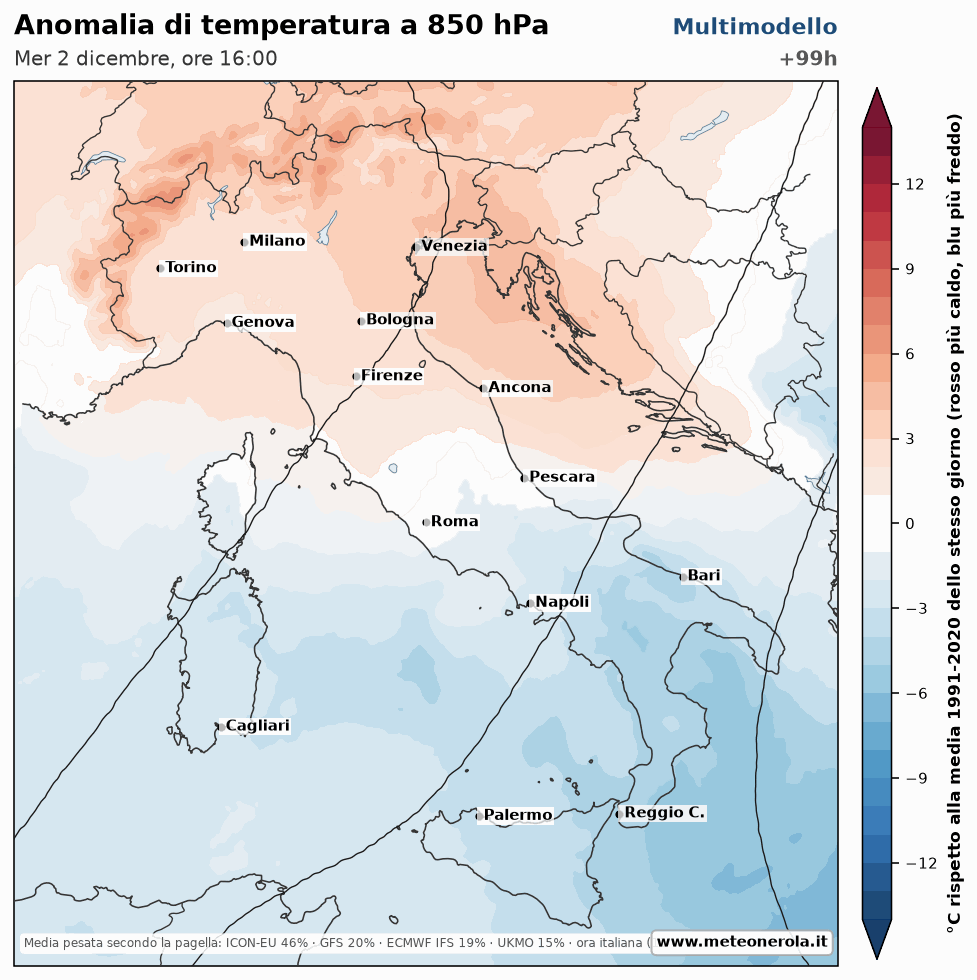 Anomalia di temperatura a 850 hPa
Multimodello
Mer 2 dicembre, ore 16:00
+99h
Milano
Venezia
Torino
Genova
Bologna
Firenze
Ancona
Pescara
Roma
Bari
Napoli
Cagliari
Palermo
Reggio C.
12
9
6
3
0
−3
−6
−9
−12
°C rispetto alla media 1991-2020 dello stesso giorno (rosso più caldo, blu più freddo)
Media pesata secondo la pagella: ICON-EU 46% · GFS 20% · ECMWF IFS 19% · UKMO 15% · ora italiana (
www.meteonerola.it